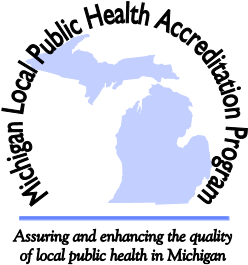 Michigan Local Public Health Accreditation Program
Assuring and enhancing the quality
of local public health in Michigan